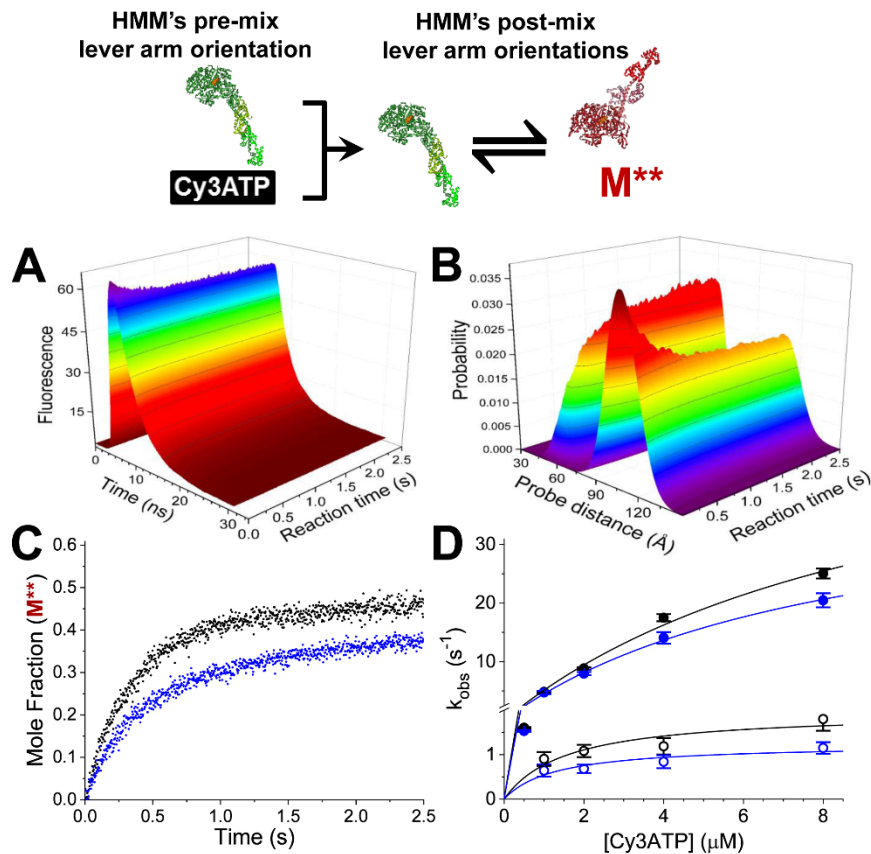 HMM's pre-mix
lever arm orientation
HMM's post-mix
lever arm orientations
Cy3ATP
M**
A
Fluorescence
60
45
30
15
0
10
20
30
Time (ns)
0.0
0.5
1.0
1.5
2.0
2.5
Reaction time (s)
B
Probability
0.035
0.030
0.025
0.020
0.015
0.010
0.005
0.000
30
60
90
120
Probe distance (Å)
0.5
1.0
1.5
2.0
2.5
Reaction time (s)
C
Mole Fraction (M**)
0.6
0.5
0.4
0.3
0.2
0.1
0.0
0.0 0.5 1.0 1.5 2.0 2.5
Time (s)
D
kobs (s-1)
30
20
10
1
0
0 2 4 6 8
[Cy3ATP] (μM)